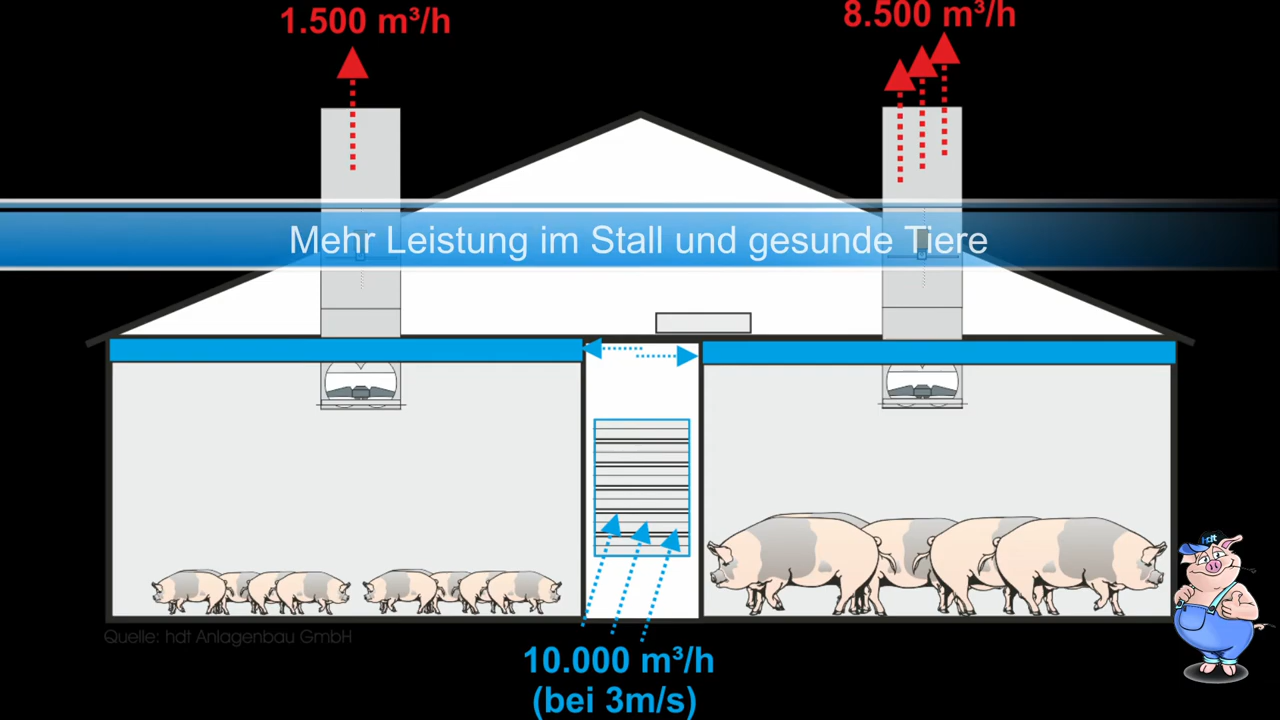 1.500 m³/h
8.500 m³/h
Mehr Leistung im Stall und gesunde Tiere
Quelle: hdt Anlagenbau GmbH
hdt
10.000 m³/h
(bei 3m/s)